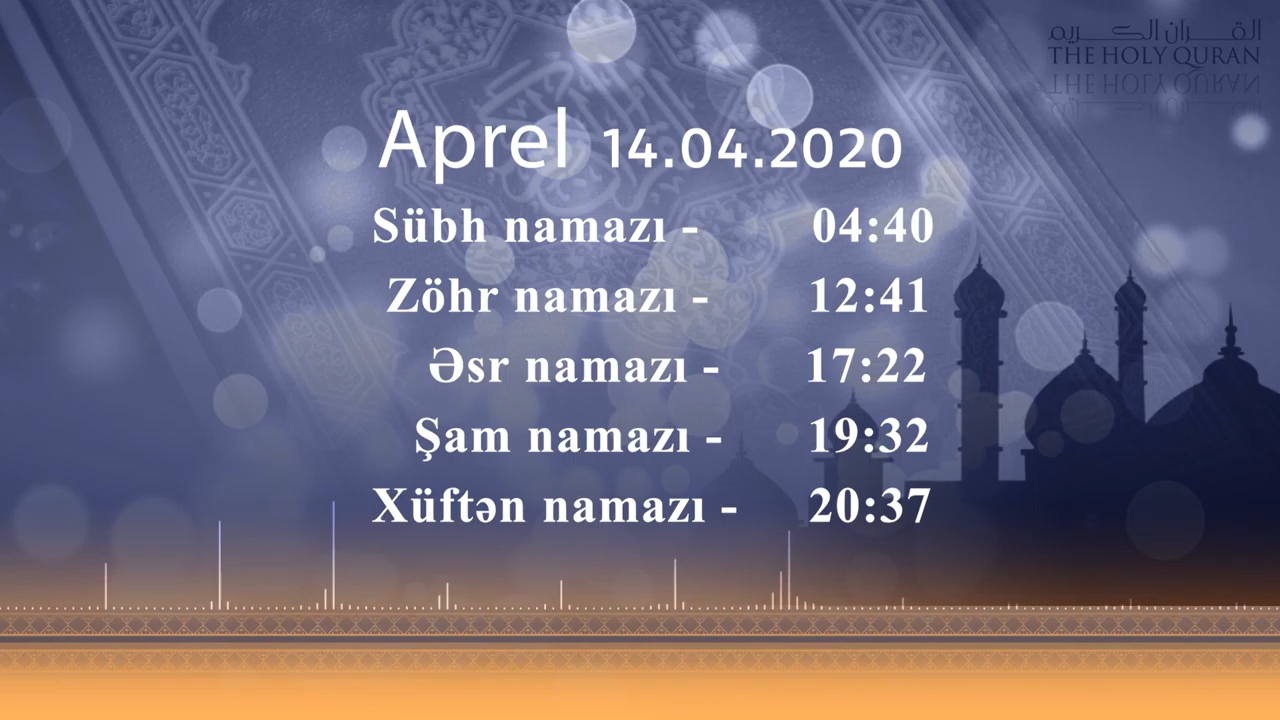 القرآن الكريم
THE HOLY QURAN
Aprel 14.04.2020
Sübh namazı - 04:40
Zöhr namazı - 12:41
Əsr namazı - 17:22
Şam namazı - 19:32
Xüftən namazı - 20:37